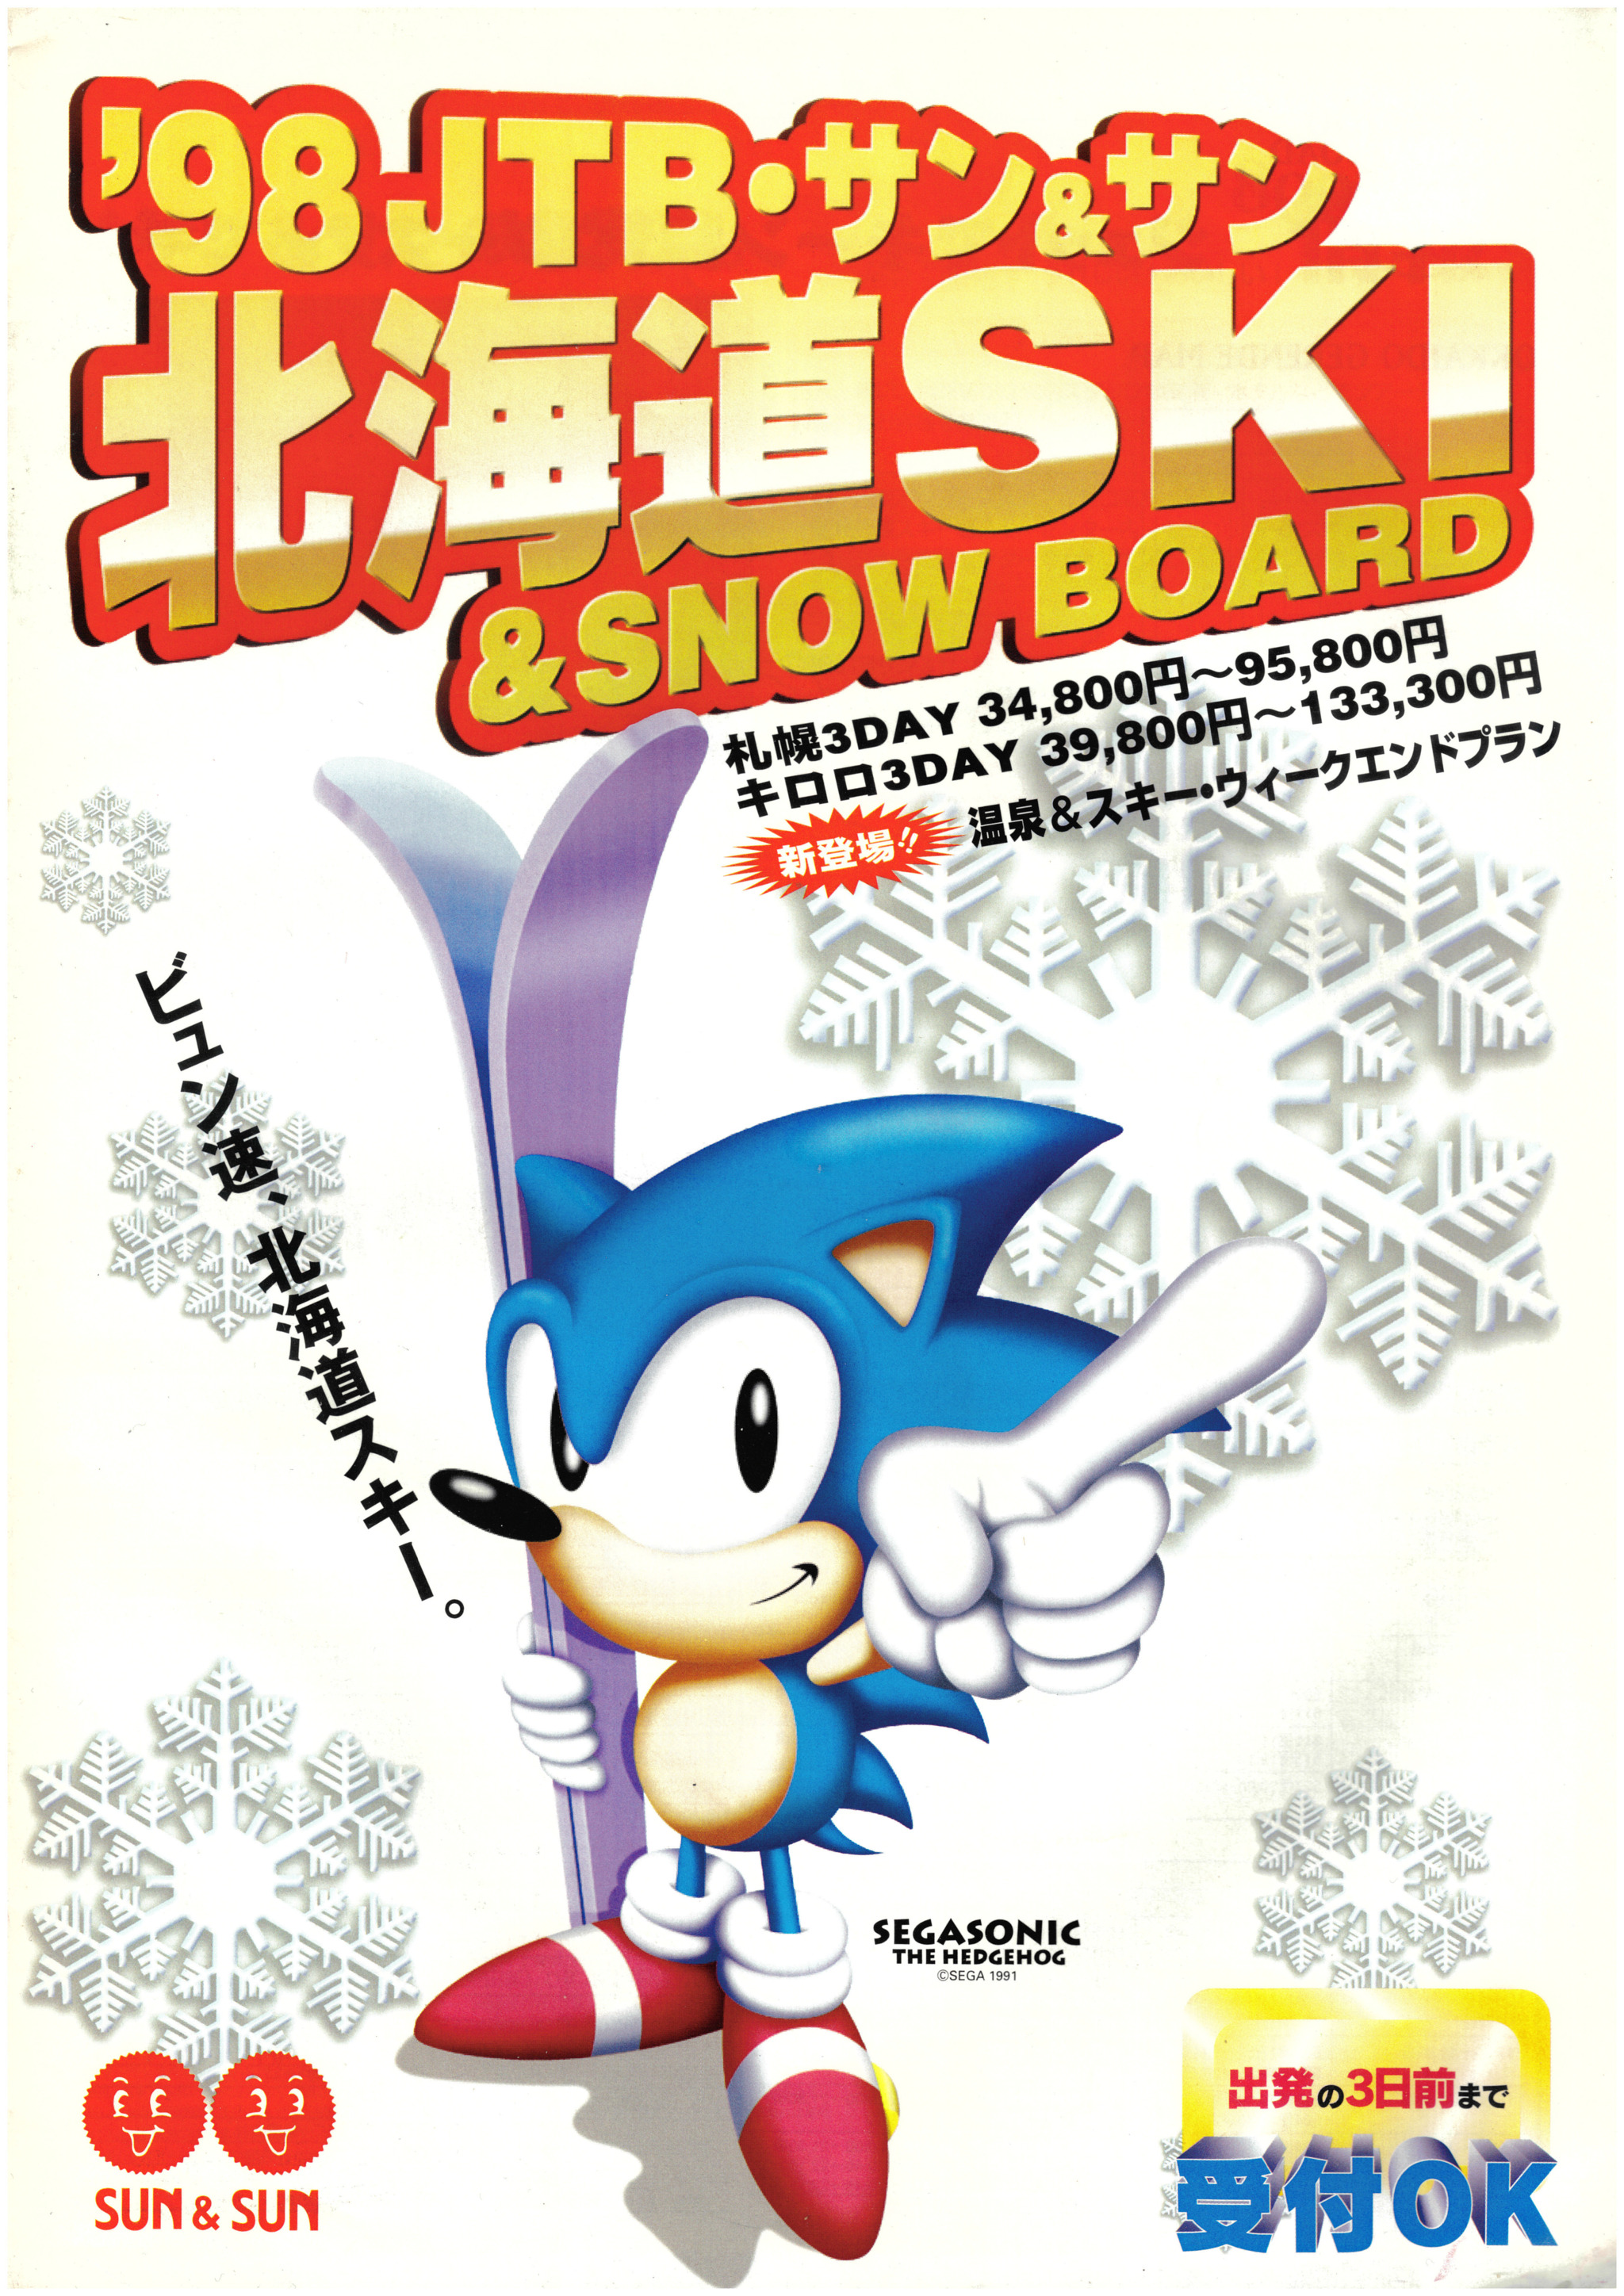 '98 JTB・サン&サン
北海道SKI
&SNOW BOARD
札幌3DAY 34,800円～95,800円
キロロ3DAY 39,800円～133,300円
新登場!! 温泉&スキー・ウィークエンドプラン
ビュン速、北海道スキー。
SEGASONIC
THE HEDGEHOG
©SEGA 1991
SUN & SUN
出発の3日前まで
受付OK